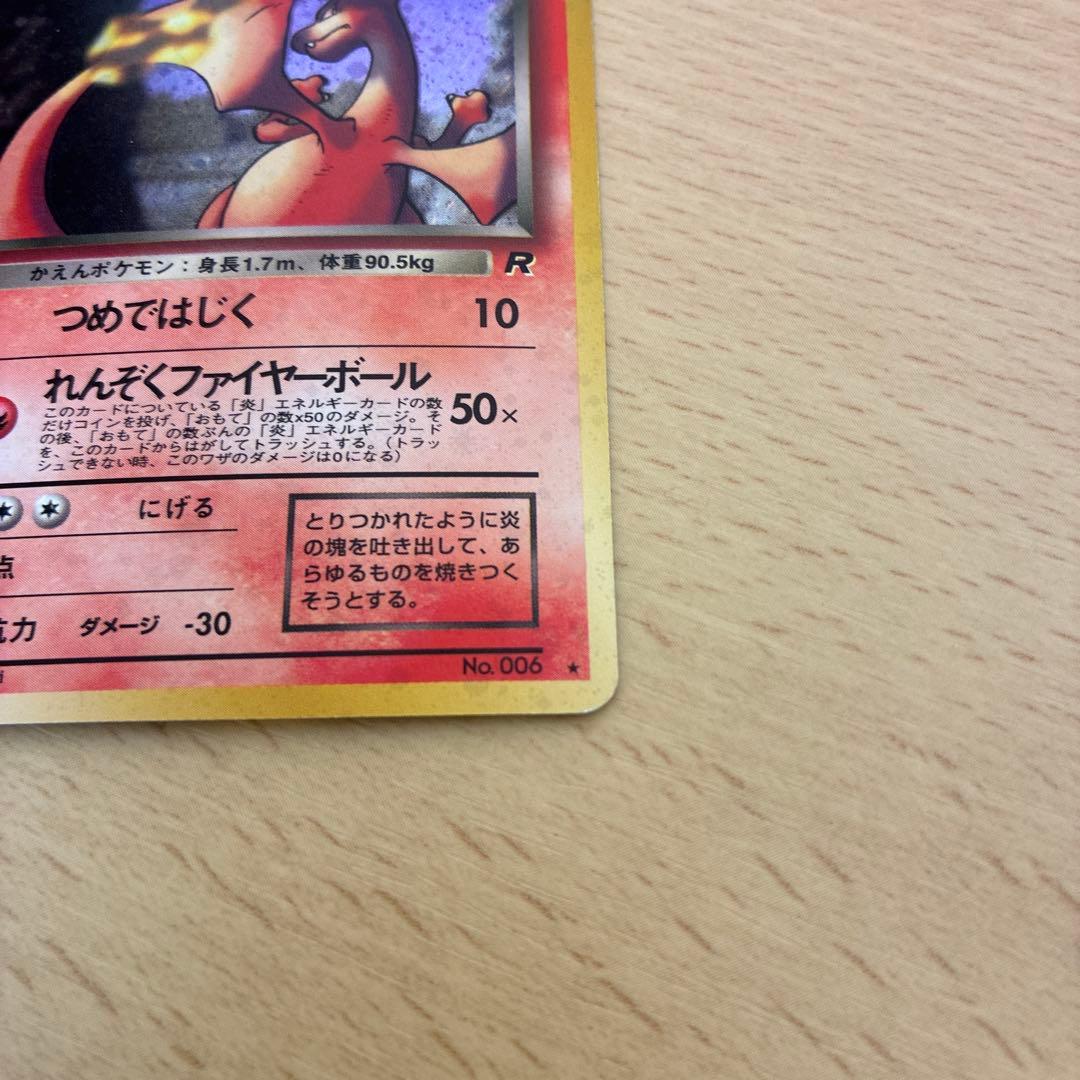 かえんポケモン：身長1.7m、体重90.5kg R
つめではじく 10
れんぞくファイヤーボール 50×
このカードについている「炎」エネルギーカードの数
だけコインを投げ、「おもて」の数x50のダメージ。そ
の後、「おもて」の数ぶんの「炎」エネルギーカード
を、このカードからはがしてトラッシュする。（トラッ
シュできない時、このワザのダメージは0になる）
にげる
点
抗力 ダメージ -30
とりつかれたように炎
の塊を吐き出して、あ
らゆるものを焼きつく
そうとする。
No. 006 ★